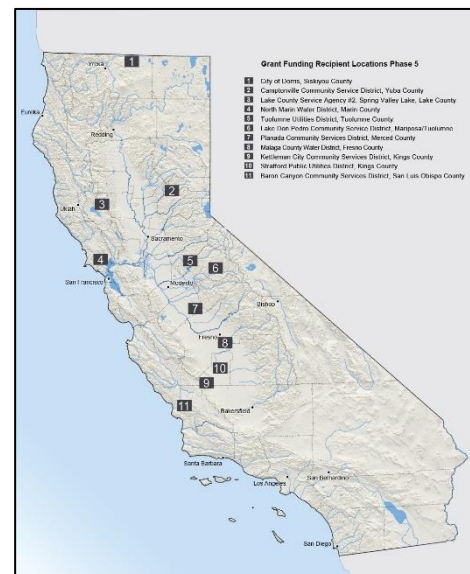 Grant Funding Recipient Locations Phase 5
1 City of Dorris, Siskiyou County
2 Camptonville Community Service District, Yuba County
3 Lake County Service Agency #2. Spring Valley Lake, Lake County
4 North Marin Water District, Marin County
5 Tuolumne Utilities District, Tuolumne County
6 Lake Don Pedro Community Service District, Mariposa/Tuolumne
7 Planada Community Services District, Merced County
8 Malaga County Water District, Fresno County
9 Kettleman City Community Services District, Kings County
10 Stratford Public Utilities District, Kings County
11 Baron Canyon Community Services District, San Luis Obispo County
1
Yreka
Eureka
Redding
2
3
Ukiah
Sacramento
4
5
6
San Francisco
Modesto
7
Bishop
Fresno
8
10
9
11
Bakersfield
Santa Barbara
Los Angeles
San Bernardino
San Diego